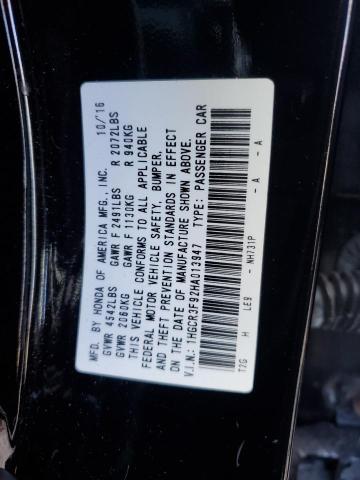 MFD. BY HONDA OF AMERICA MFG., INC. 10/'16
GVWR 4542LBS GAWR F 2491LBS R 2072LBS
GVWR 2060KG GAWR F 1130KG R 940KG
THIS VEHICLE CONFORMS TO ALL APPLICABLE
FEDERAL MOTOR VEHICLE SAFETY, BUMPER,
AND THEFT PREVENTION STANDARDS IN EFFECT
ON THE DATE OF MANUFACTURE SHOWN ABOVE.
V.I.N.: 1HGCR3F92HA013947 TYPE: PASSENGER CAR
T2G H LE9 - NH731P - A - A